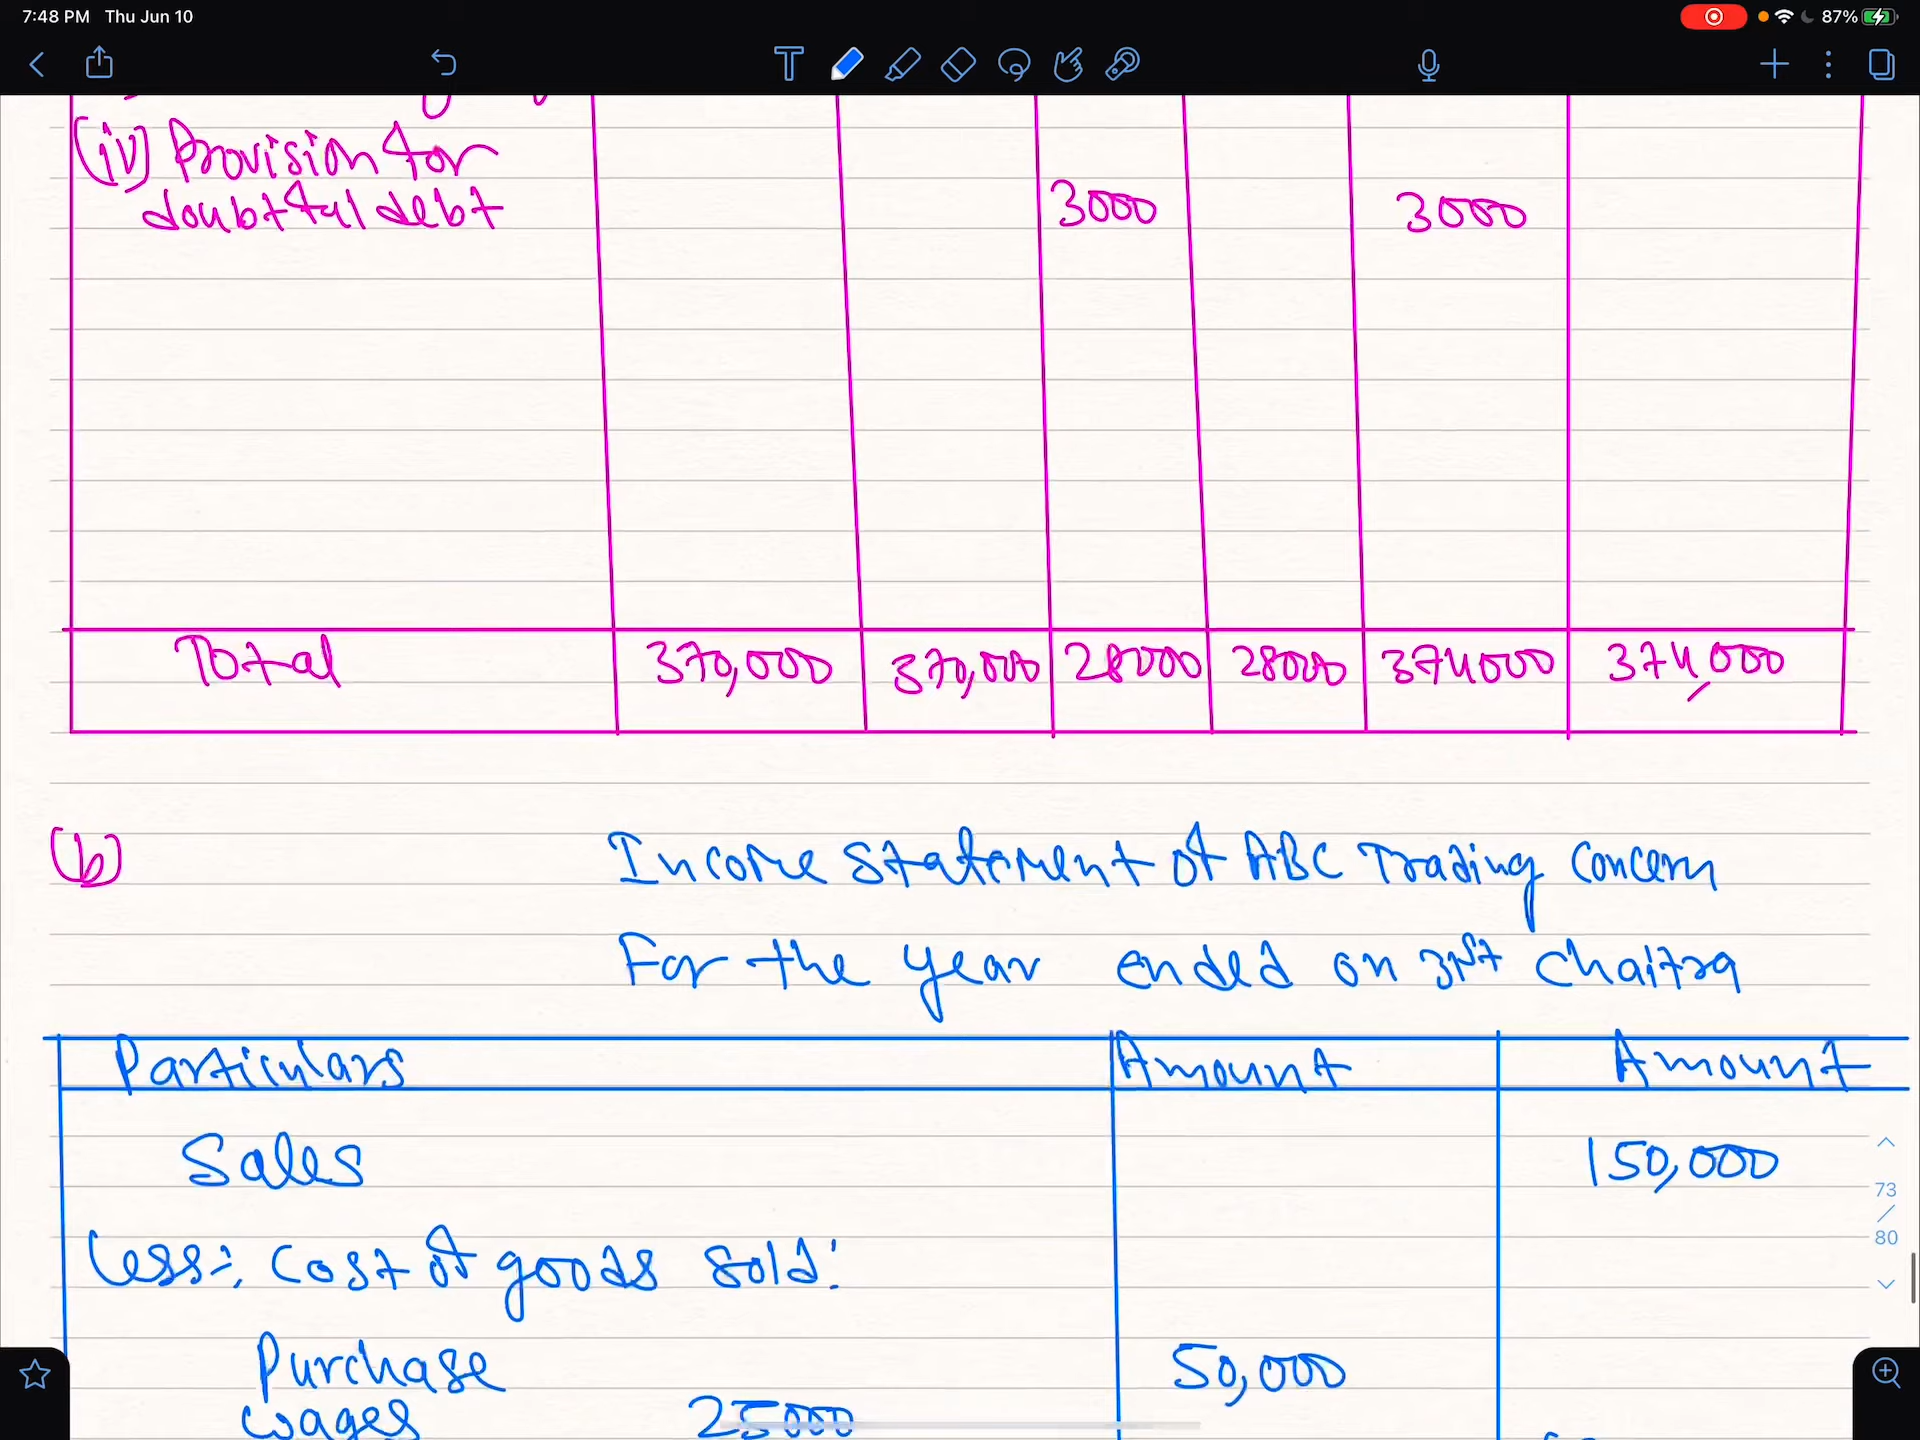 7:48 PM Thu Jun 10
87%
(iv) Provision for
doubtful debt 3000 3000
Total 370,000 370,000 28000 28000 374000 374,000
(b) Income Statement of ABC Trading Concern
For the year ended on 31st Chaitra
Particulars Amount Amount
Sales 150,000
73
/
80
Less:- Cost of goods sold:
Purchase 50,000
wages 25000